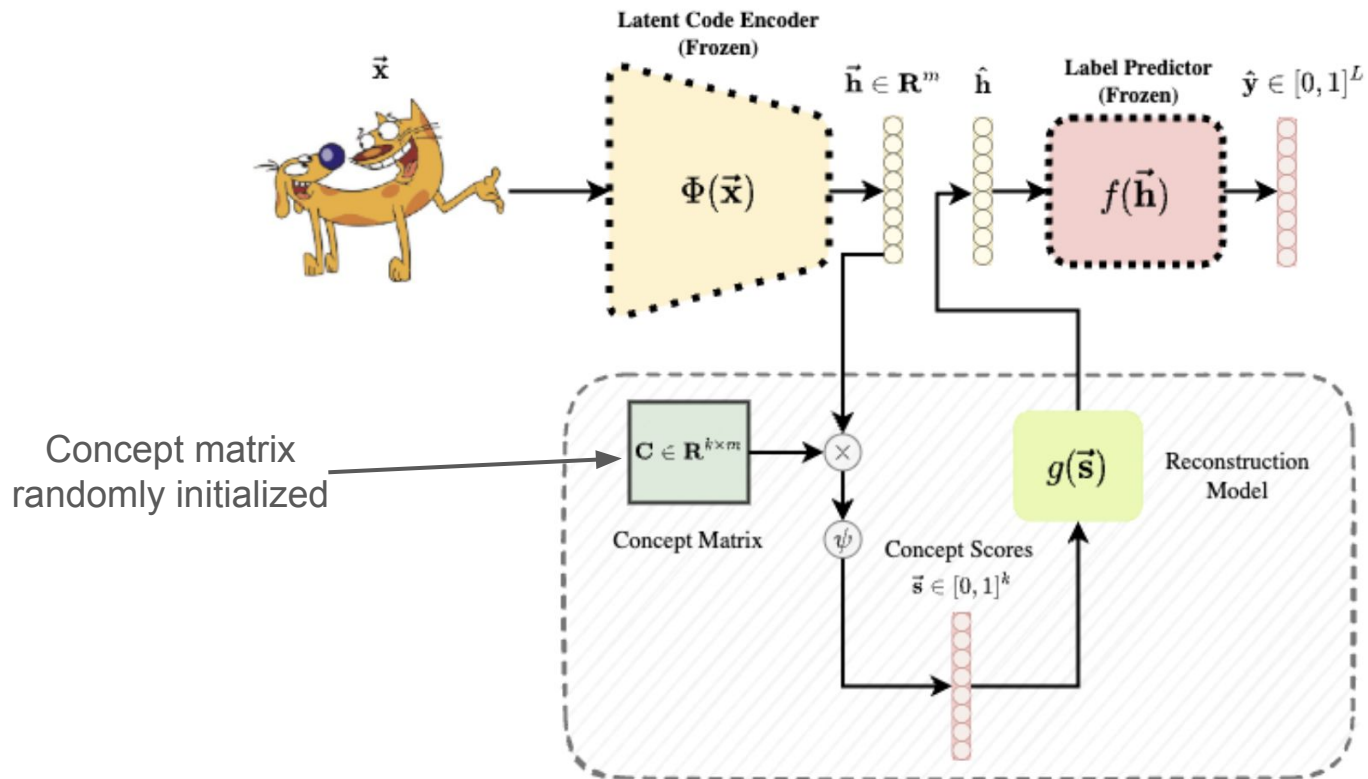 Latent Code Encoder
(Frozen)
x⃗
h⃗ ∈ R^m
ĥ
Label Predictor
(Frozen)
ŷ ∈ [0, 1]^L
Φ(x⃗)
f(h⃗)
Concept matrix
randomly initialized
C ∈ R^{k×m}
×
g(s⃗)
Reconstruction
Model
Concept Matrix
ψ
Concept Scores
s⃗ ∈ [0, 1]^k